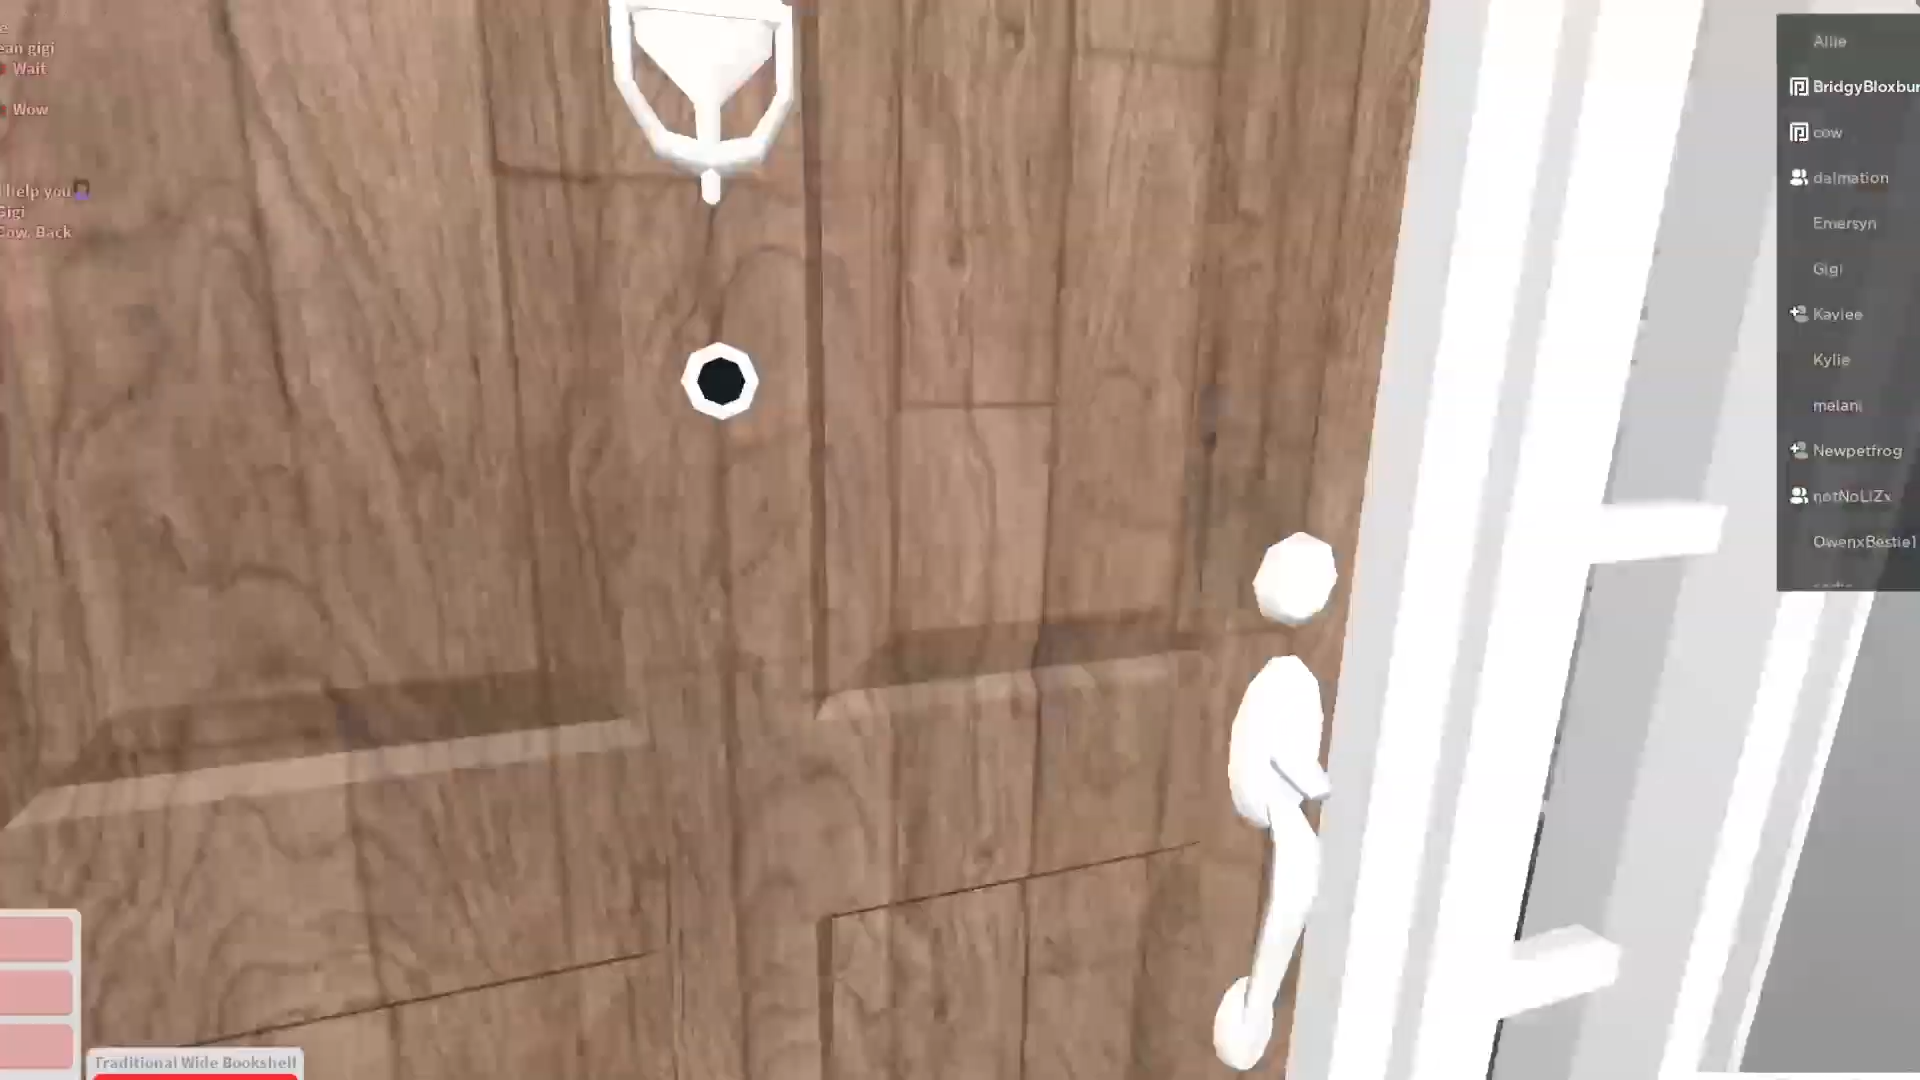 ean gigi
Wait
Wow
help you
Gigi
Cow. Back
Allie
BridgyBloxbur
cow
dalmation
Emersyn
Gigi
Kaylee
Kylie
melani
Newpetfrog
notNoLIZx
OwenxBestie1
Traditional Wide Bookshelf